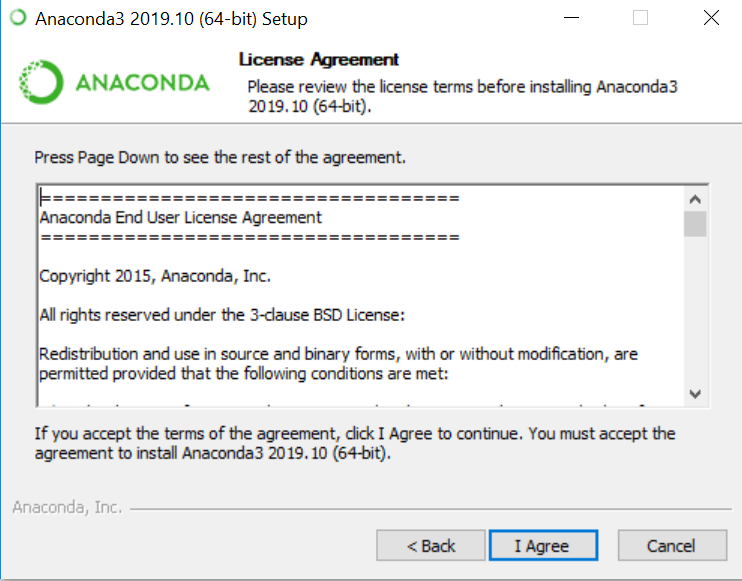 Anaconda3 2019.10 (64-bit) Setup
ANACONDA
License Agreement
Please review the license terms before installing Anaconda3
2019.10 (64-bit).
Press Page Down to see the rest of the agreement.
===================================
Anaconda End User License Agreement
===================================
Copyright 2015, Anaconda, Inc.
All rights reserved under the 3-clause BSD License:
Redistribution and use in source and binary forms, with or without modification, are
permitted provided that the following conditions are met:
If you accept the terms of the agreement, click I Agree to continue. You must accept the
agreement to install Anaconda3 2019.10 (64-bit).
Anaconda, Inc.
< Back
I Agree
Cancel